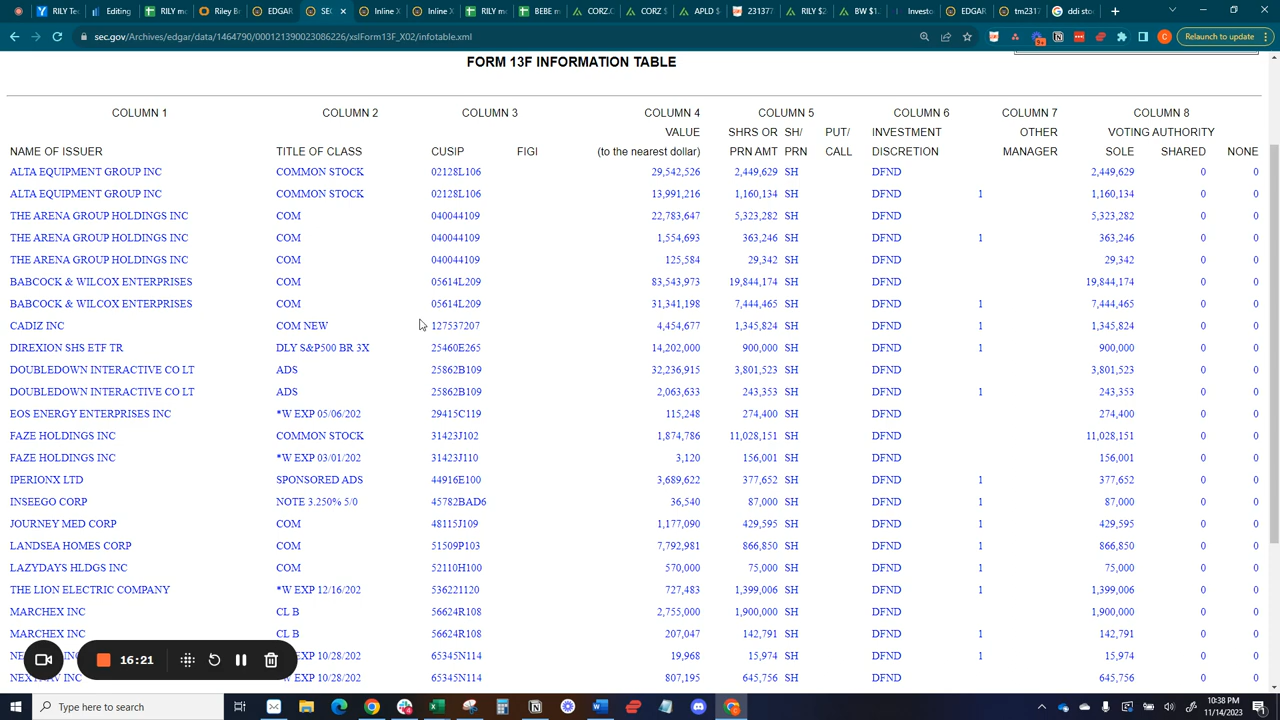 Tech
Editing
RILY mo
Riley Be
EDGAR
SEC
Inline X
Inline X
RILY mo
BEBE m
CORZ.C
CORZ S
APLD $
231377
RILY $2
BW $1.
Investo
EDGAR
tm2317
ddi stoc
sec.gov/Archives/edgar/data/1464790/000121390023086226/xslForm13F_X02/infotable.xml
Relaunch to update
FORM 13F INFORMATION TABLE
COLUMN 1 COLUMN 2 COLUMN 3 COLUMN 4 COLUMN 5 COLUMN 6 COLUMN 7 COLUMN 8
VALUE SHRS OR SH/ PUT/ INVESTMENT OTHER VOTING AUTHORITY
NAME OF ISSUER TITLE OF CLASS CUSIP FIGI (to the nearest dollar) PRN AMT PRN CALL DISCRETION MANAGER SOLE SHARED NONE
ALTA EQUIPMENT GROUP INC COMMON STOCK 02128L106 29,542,526 2,449,629 SH DFND 2,449,629 0 0
ALTA EQUIPMENT GROUP INC COMMON STOCK 02128L106 13,991,216 1,160,134 SH DFND 1 1,160,134 0 0
THE ARENA GROUP HOLDINGS INC COM 040044109 22,783,647 5,323,282 SH DFND 5,323,282 0 0
THE ARENA GROUP HOLDINGS INC COM 040044109 1,554,693 363,246 SH DFND 1 363,246 0 0
THE ARENA GROUP HOLDINGS INC COM 040044109 125,584 29,342 SH DFND 29,342 0 0
BABCOCK & WILCOX ENTERPRISES COM 05614L209 83,543,973 19,844,174 SH DFND 19,844,174 0 0
BABCOCK & WILCOX ENTERPRISES COM 05614L209 31,341,198 7,444,465 SH DFND 1 7,444,465 0 0
CADIZ INC COM NEW 127537207 4,454,677 1,345,824 SH DFND 1 1,345,824 0 0
DIREXION SHS ETF TR DLY S&P500 BR 3X 25460E265 14,202,000 900,000 SH DFND 1 900,000 0 0
DOUBLEDOWN INTERACTIVE CO LT ADS 25862B109 32,236,915 3,801,523 SH DFND 3,801,523 0 0
DOUBLEDOWN INTERACTIVE CO LT ADS 25862B109 2,063,633 243,353 SH DFND 1 243,353 0 0
EOS ENERGY ENTERPRISES INC *W EXP 05/06/202 29415C119 115,248 274,400 SH DFND 274,400 0 0
FAZE HOLDINGS INC COMMON STOCK 31423J102 1,874,786 11,028,151 SH DFND 11,028,151 0 0
FAZE HOLDINGS INC *W EXP 03/01/202 31423J110 3,120 156,001 SH DFND 156,001 0 0
IPERIONX LTD SPONSORED ADS 44916E100 3,689,622 377,652 SH DFND 1 377,652 0 0
INSEEGO CORP NOTE 3.250% 5/0 45782BAD6 36,540 87,000 SH DFND 1 87,000 0 0
JOURNEY MED CORP COM 48115J109 1,177,090 429,595 SH DFND 1 429,595 0 0
LANDSEA HOMES CORP COM 51509P103 7,792,981 866,850 SH DFND 1 866,850 0 0
LAZYDAYS HLDGS INC COM 52110H100 570,000 75,000 SH DFND 1 75,000 0 0
THE LION ELECTRIC COMPANY *W EXP 12/16/202 536221120 727,483 1,399,006 SH DFND 1 1,399,006 0 0
MARCHEX INC CL B 56624R108 2,755,000 1,900,000 SH DFND 1,900,000 0 0
MARCHEX INC CL B 56624R108 207,047 142,791 SH DFND 1 142,791 0 0
EXP 10/28/202 65345N114 19,968 15,974 SH DFND 1 15,974 0 0
EXP 10/28/202 65345N114 807,195 645,756 SH DFND 645,756 0 0
16:21
Type here to search
10:38 PM
11/14/2023